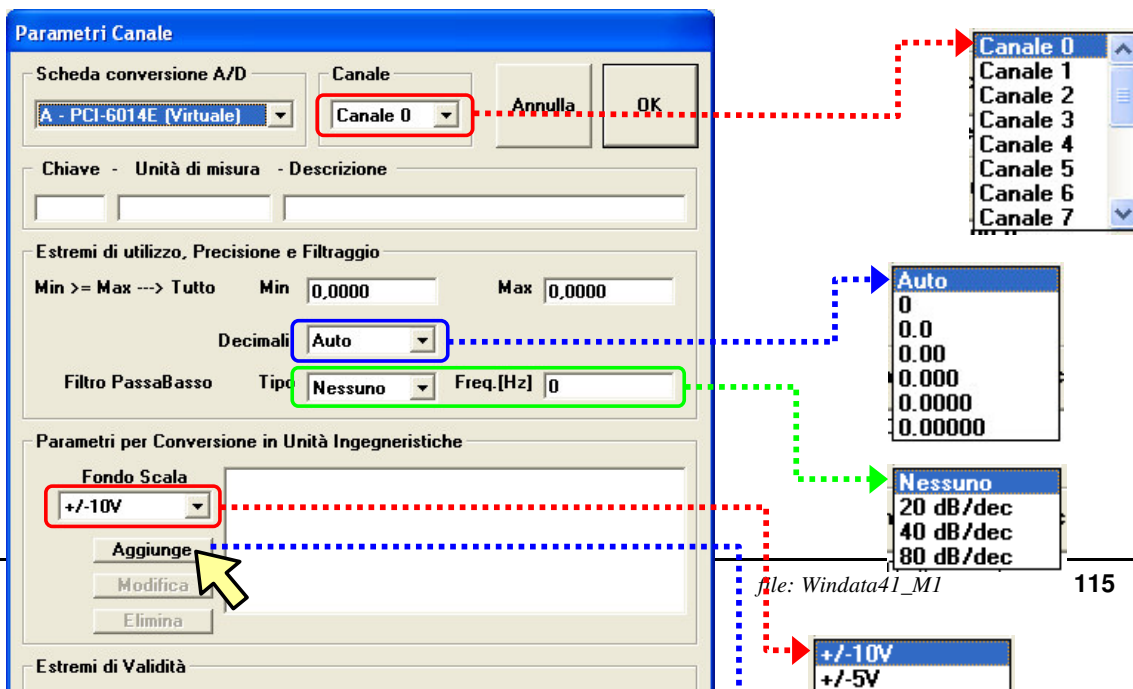 Parametri Canale
Scheda conversione A/D
A - PCI-6014E (Virtuale)
Canale
Canale 0
Annulla
OK
Chiave - Unità di misura - Descrizione
Estremi di utilizzo, Precisione e Filtraggio
Min >= Max ---> Tutto Min 0,0000 Max 0,0000
Decimali Auto
Filtro PassaBasso Tipo Nessuno Freq.[Hz] 0
Parametri per Conversione in Unità Ingegneristiche
Fondo Scala
+/-10V
Aggiunge
Modifica
Elimina
Estremi di Validità
Canale 0
Canale 1
Canale 2
Canale 3
Canale 4
Canale 5
Canale 6
Canale 7
Auto
0
0.0
0.00
0.000
0.0000
0.00000
Nessuno
20 dB/dec
40 dB/dec
80 dB/dec
file: Windata41_M1 115
+/-10V
+/-5V